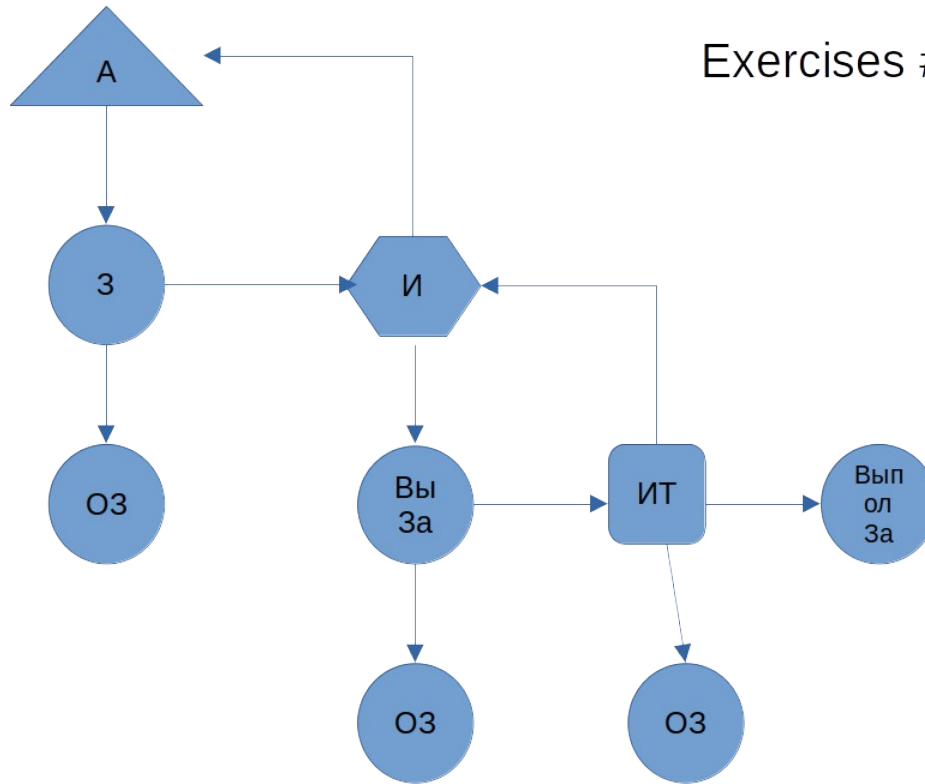 Exercises #
А
З
И
ОЗ
Вы
За
ИТ
Вып
ол
За
ОЗ
ОЗ